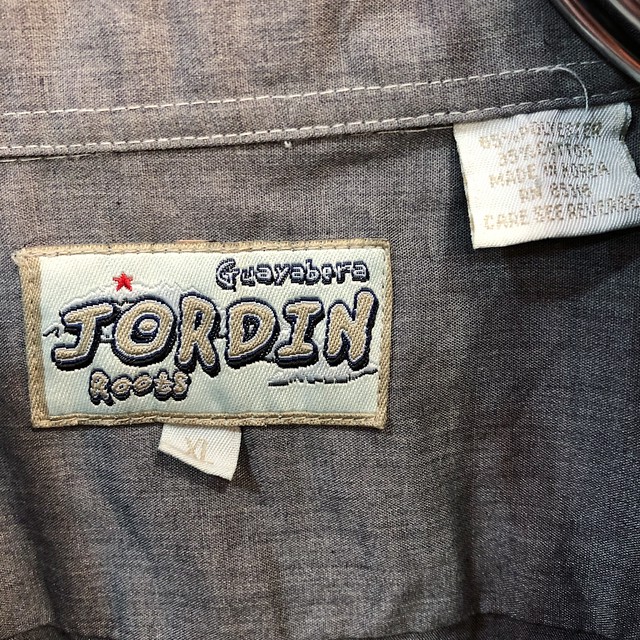 Guayabera
JORDIN
Roots
XL
65% POLYESTER
35% COTTON
MADE IN KOREA
CARE SEE REVERSE